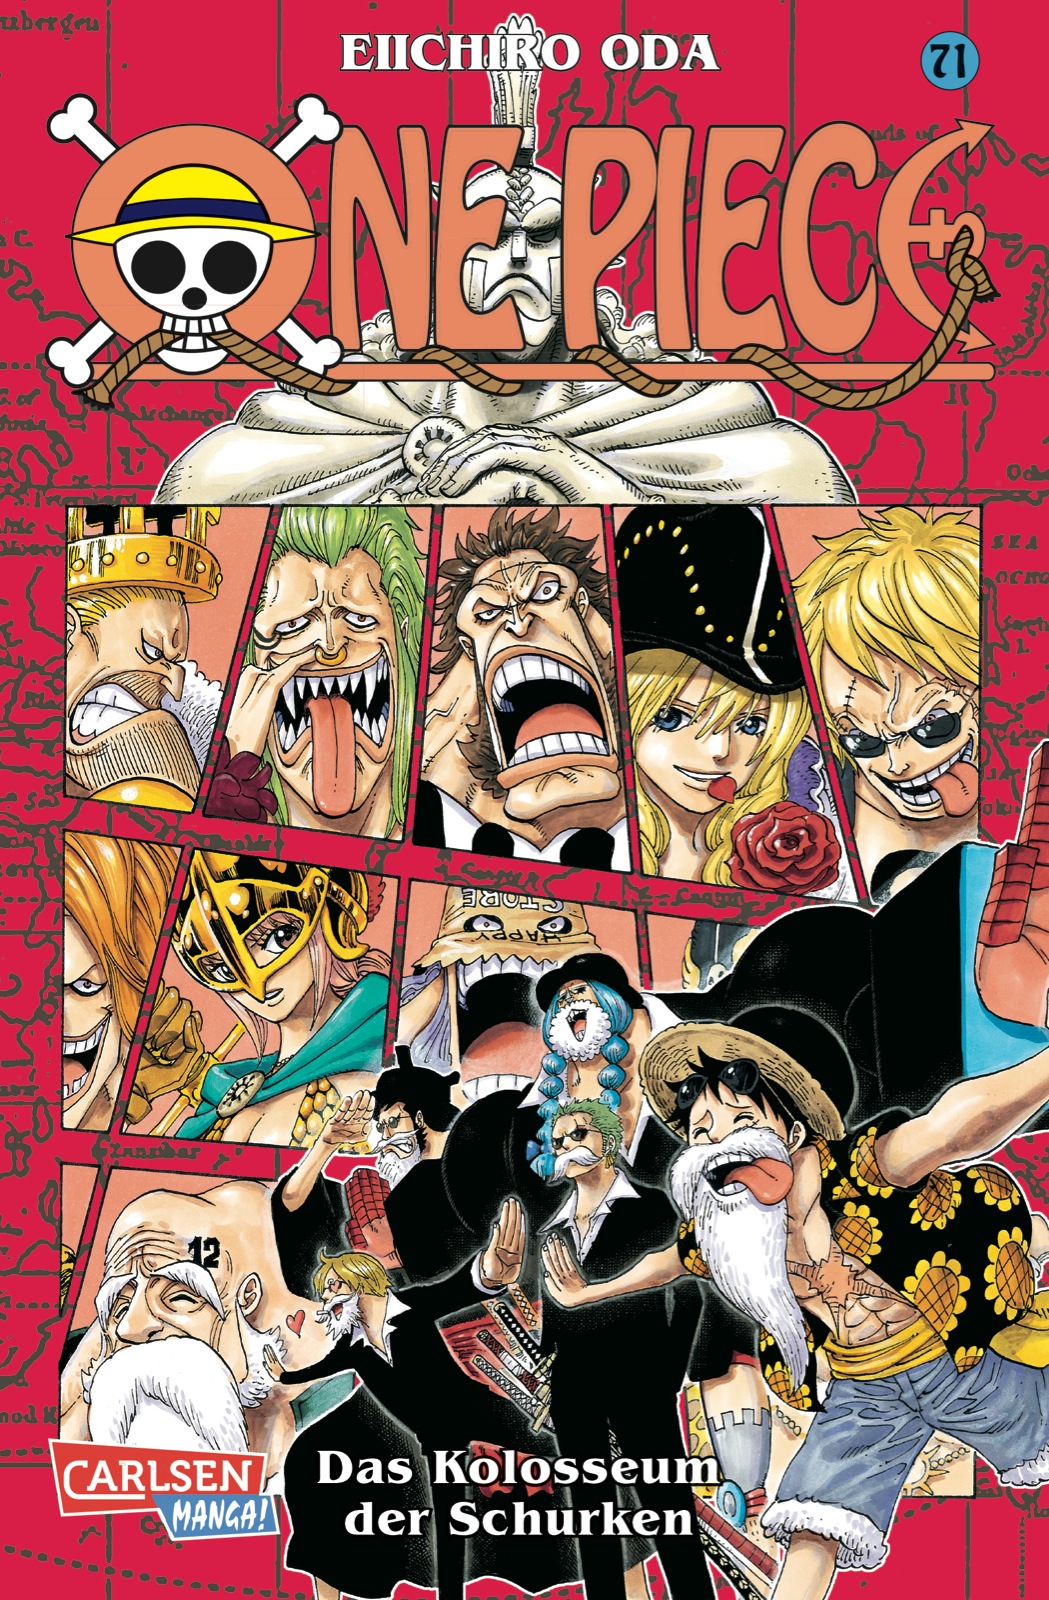 EIICHIRO ODA
71
ONE PIECE
STORE
HAPPY
12
Das Kolosseum
der Schurken
CARLSEN
MANGA!